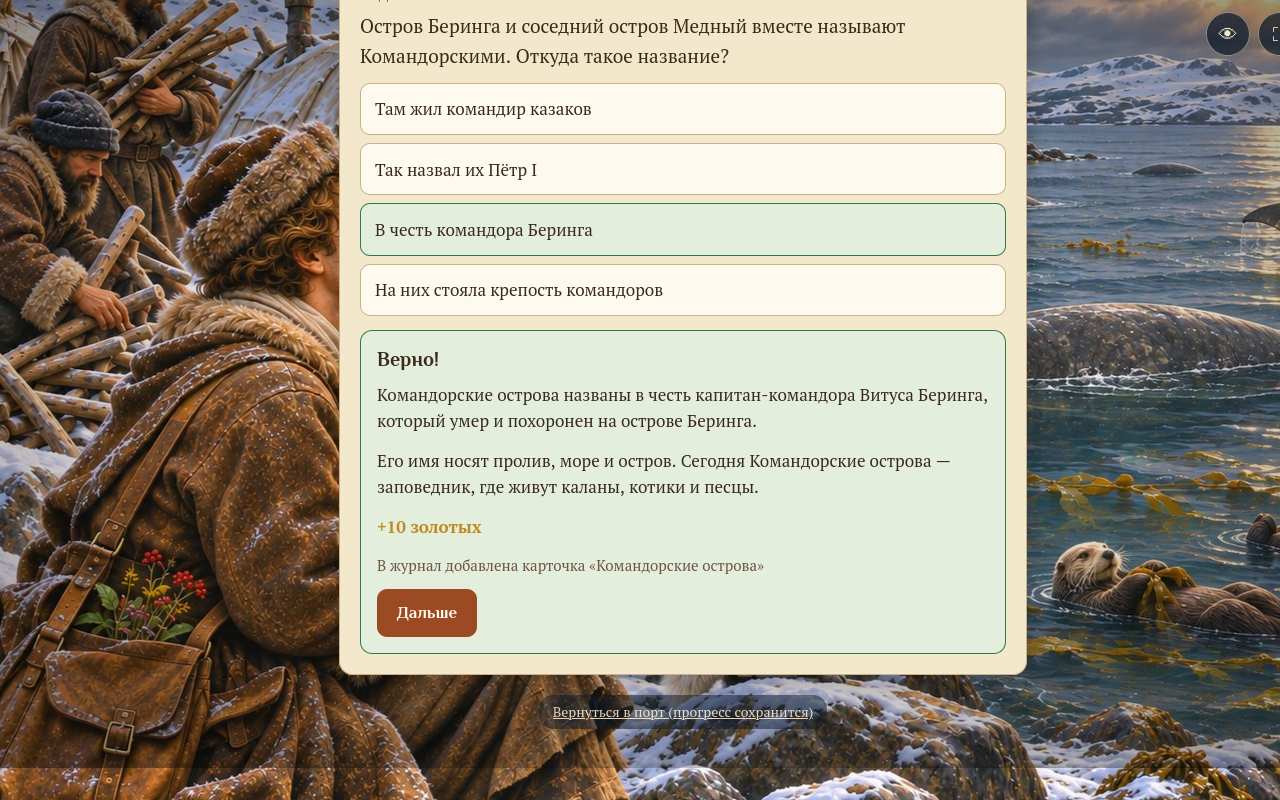 Остров Беринга и соседний остров Медный вместе называют
Командорскими. Откуда такое название?
Там жил командир казаков
Так назвал их Пётр I
В честь командора Беринга
На них стояла крепость командоров
Верно!
Командорские острова названы в честь капитан-командора Витуса Беринга,
который умер и похоронен на острове Беринга.
Его имя носят пролив, море и остров. Сегодня Командорские острова —
заповедник, где живут каланы, котики и песцы.
+10 золотых
В журнал добавлена карточка «Командорские острова»
Дальше
Вернуться в порт (прогресс сохранится)